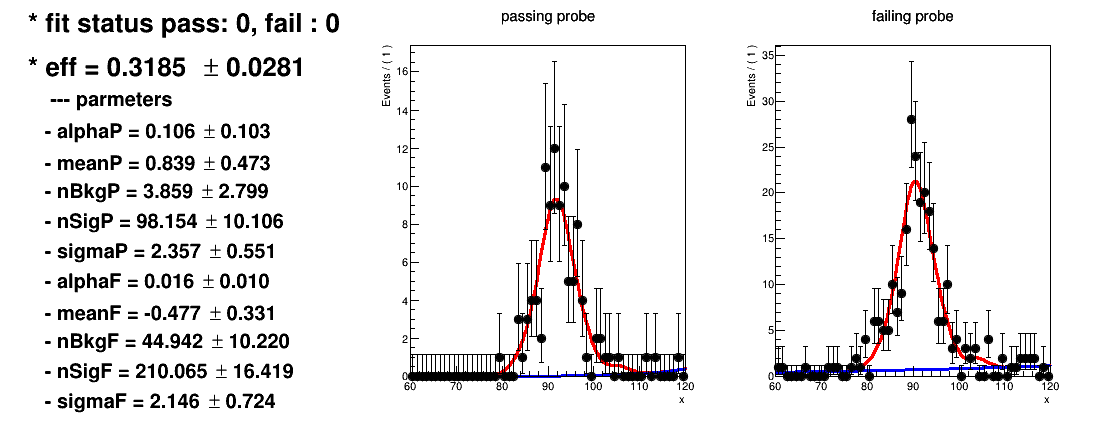 * fit status pass: 0, fail : 0
* eff = 0.3185 ± 0.0281
--- parmeters
- alphaP = 0.106 ± 0.103
- meanP = 0.839 ± 0.473
- nBkgP = 3.859 ± 2.799
- nSigP = 98.154 ± 10.106
- sigmaP = 2.357 ± 0.551
- alphaF = 0.016 ± 0.010
- meanF = -0.477 ± 0.331
- nBkgF = 44.942 ± 10.220
- nSigF = 210.065 ± 16.419
- sigmaF = 2.146 ± 0.724
passing probe
Events / ( 1 )
16
14
12
10
8
6
4
2
0
60 70 80 90 100 110 120
x
failing probe
Events / ( 1 )
35
30
25
20
15
10
5
0
60 70 80 90 100 110 120
x